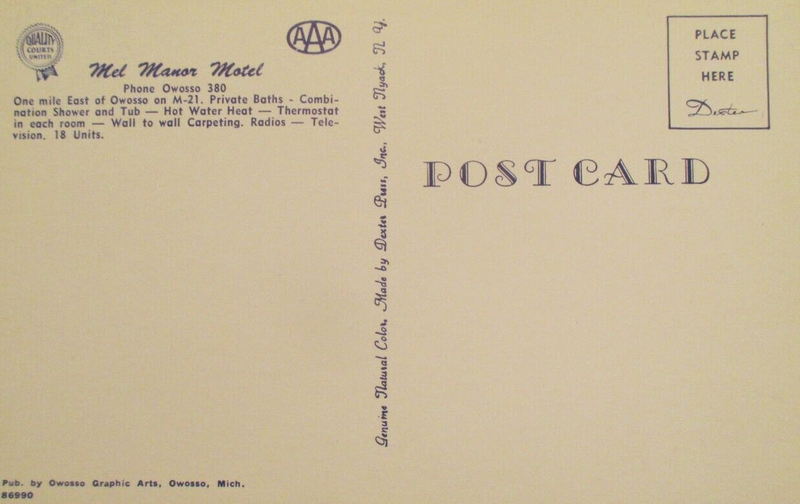 QUALITY
COURTS
UNITED
AAA
Mel Manor Motel
Phone Owosso 380
One mile East of Owosso on M-21. Private Baths - Combi-
nation Shower and Tub — Hot Water Heat — Thermostat
in each room — Wall to wall Carpeting. Radios — Tele-
vision. 18 Units.
Pub. by Owosso Graphic Arts, Owosso, Mich.
86990
Genuine Natural Color, Made by Dexter Press, Inc., West Nyack, N. Y.
PLACE
STAMP
HERE
Dexter
POST CARD